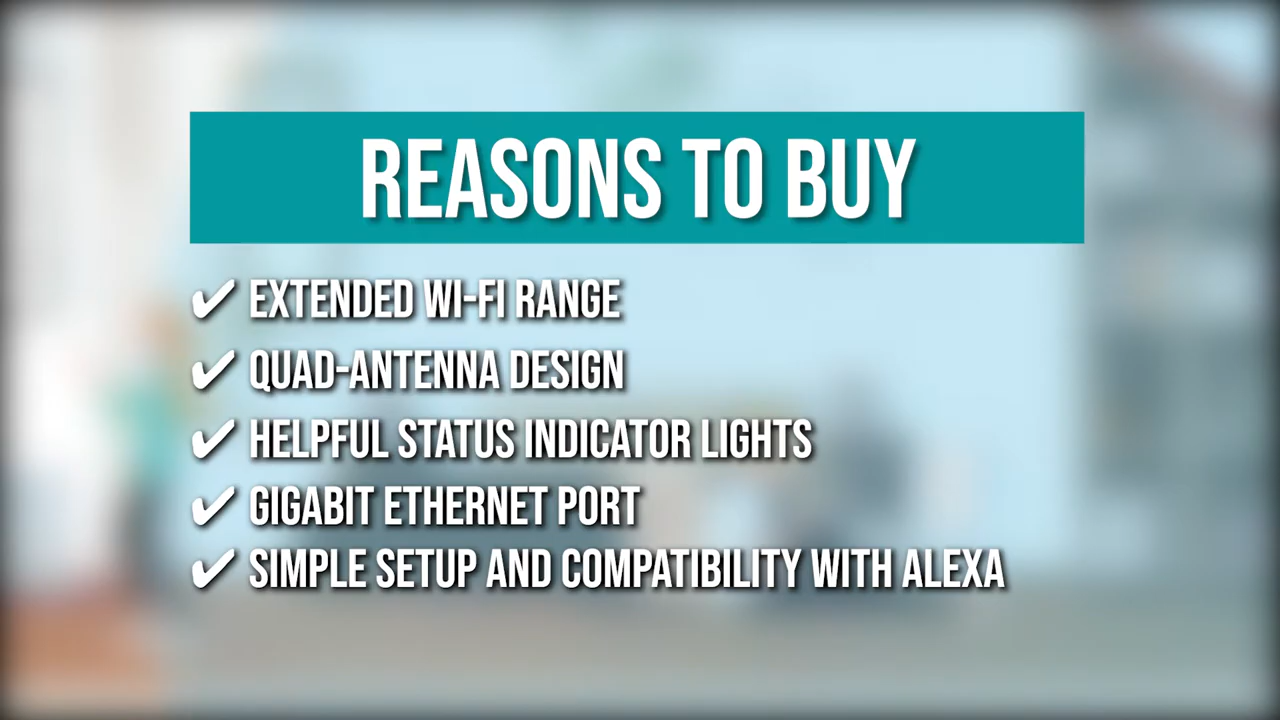 REASONS TO BUY
✔ EXTENDED WI-FI RANGE
✔ QUAD-ANTENNA DESIGN
✔ HELPFUL STATUS INDICATOR LIGHTS
✔ GIGABIT ETHERNET PORT
✔ SIMPLE SETUP AND COMPATIBILITY WITH ALEXA